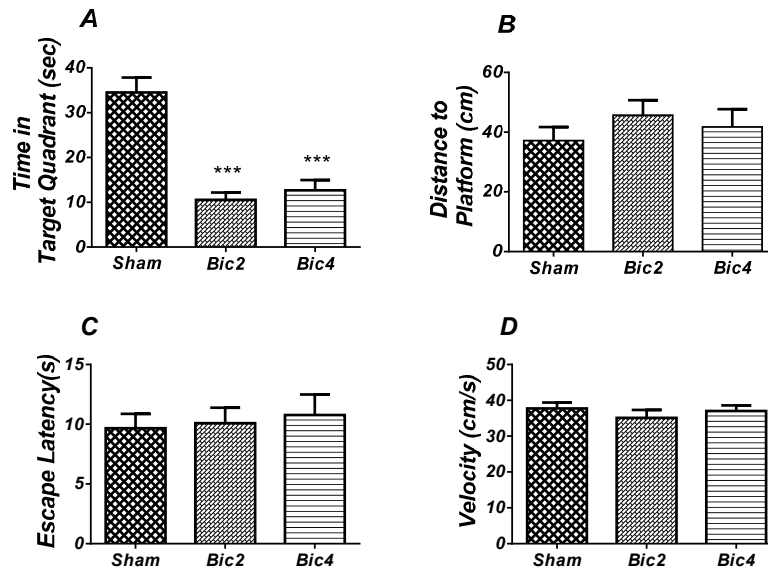 A
Time in
Target Quadrant (sec)
40
30
20
10
0
***
***
Sham Bic2 Bic4
B
Distance to
Platform (cm)
60
40
20
0
Sham Bic2 Bic4
C
Escape Latency(s)
15
10
5
0
Sham Bic2 Bic4
D
Velocity (cm/s)
50
40
30
20
10
0
Sham Bic2 Bic4